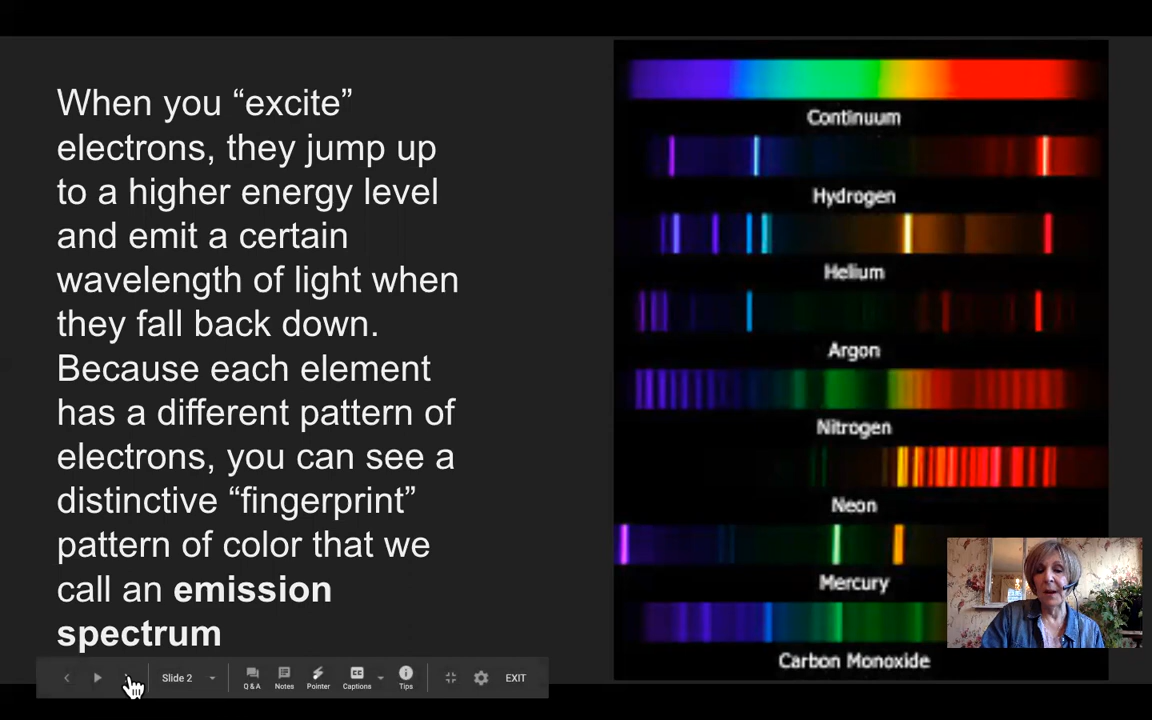 When you “excite”
electrons, they jump up
to a higher energy level
and emit a certain
wavelength of light when
they fall back down.
Because each element
has a different pattern of
electrons, you can see a
distinctive “fingerprint”
pattern of color that we
call an emission
spectrum
Continuum
Hydrogen
Helium
Argon
Nitrogen
Neon
Mercury
Carbon Monoxide
Slide 2
Q & A
Notes
Pointer
CC
Captions
Tips
EXIT